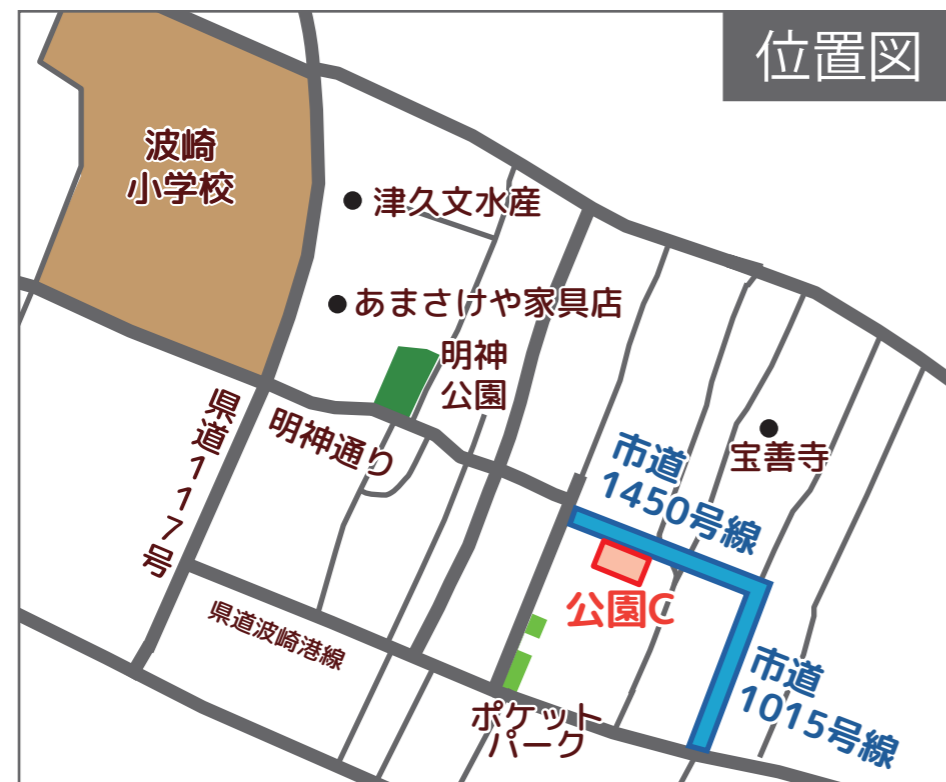 位置図
波崎
小学校
津久文水産
あまさけや家具店
明神
公園
県道117号
明神通り
市道
1450号線
宝善寺
公園C
県道波崎港線
市道
1015号線
ポケット
パーク